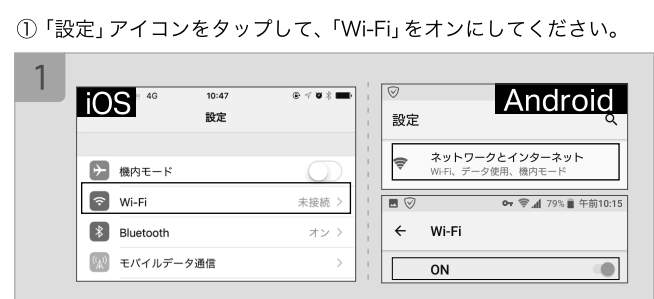 ①「設定」アイコンをタップして、「Wi-Fi」をオンにしてください。
1
iOS
4G 10:47
設定
機内モード
Wi-Fi 未接続
Bluetooth オン
モバイルデータ通信
Android
設定
ネットワークとインターネット
Wi-Fi、データ使用、機内モード
79% 午前10:15
Wi-Fi
ON